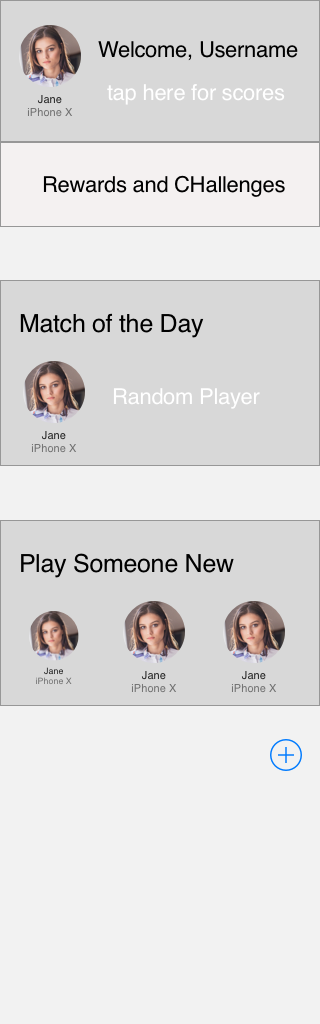 Welcome, Username
tap here for scores
Jane
iPhone X
Rewards and CHallenges
Match of the Day
Random Player
Jane
iPhone X
Play Someone New
Jane
iPhone X
Jane
iPhone X
Jane
iPhone X